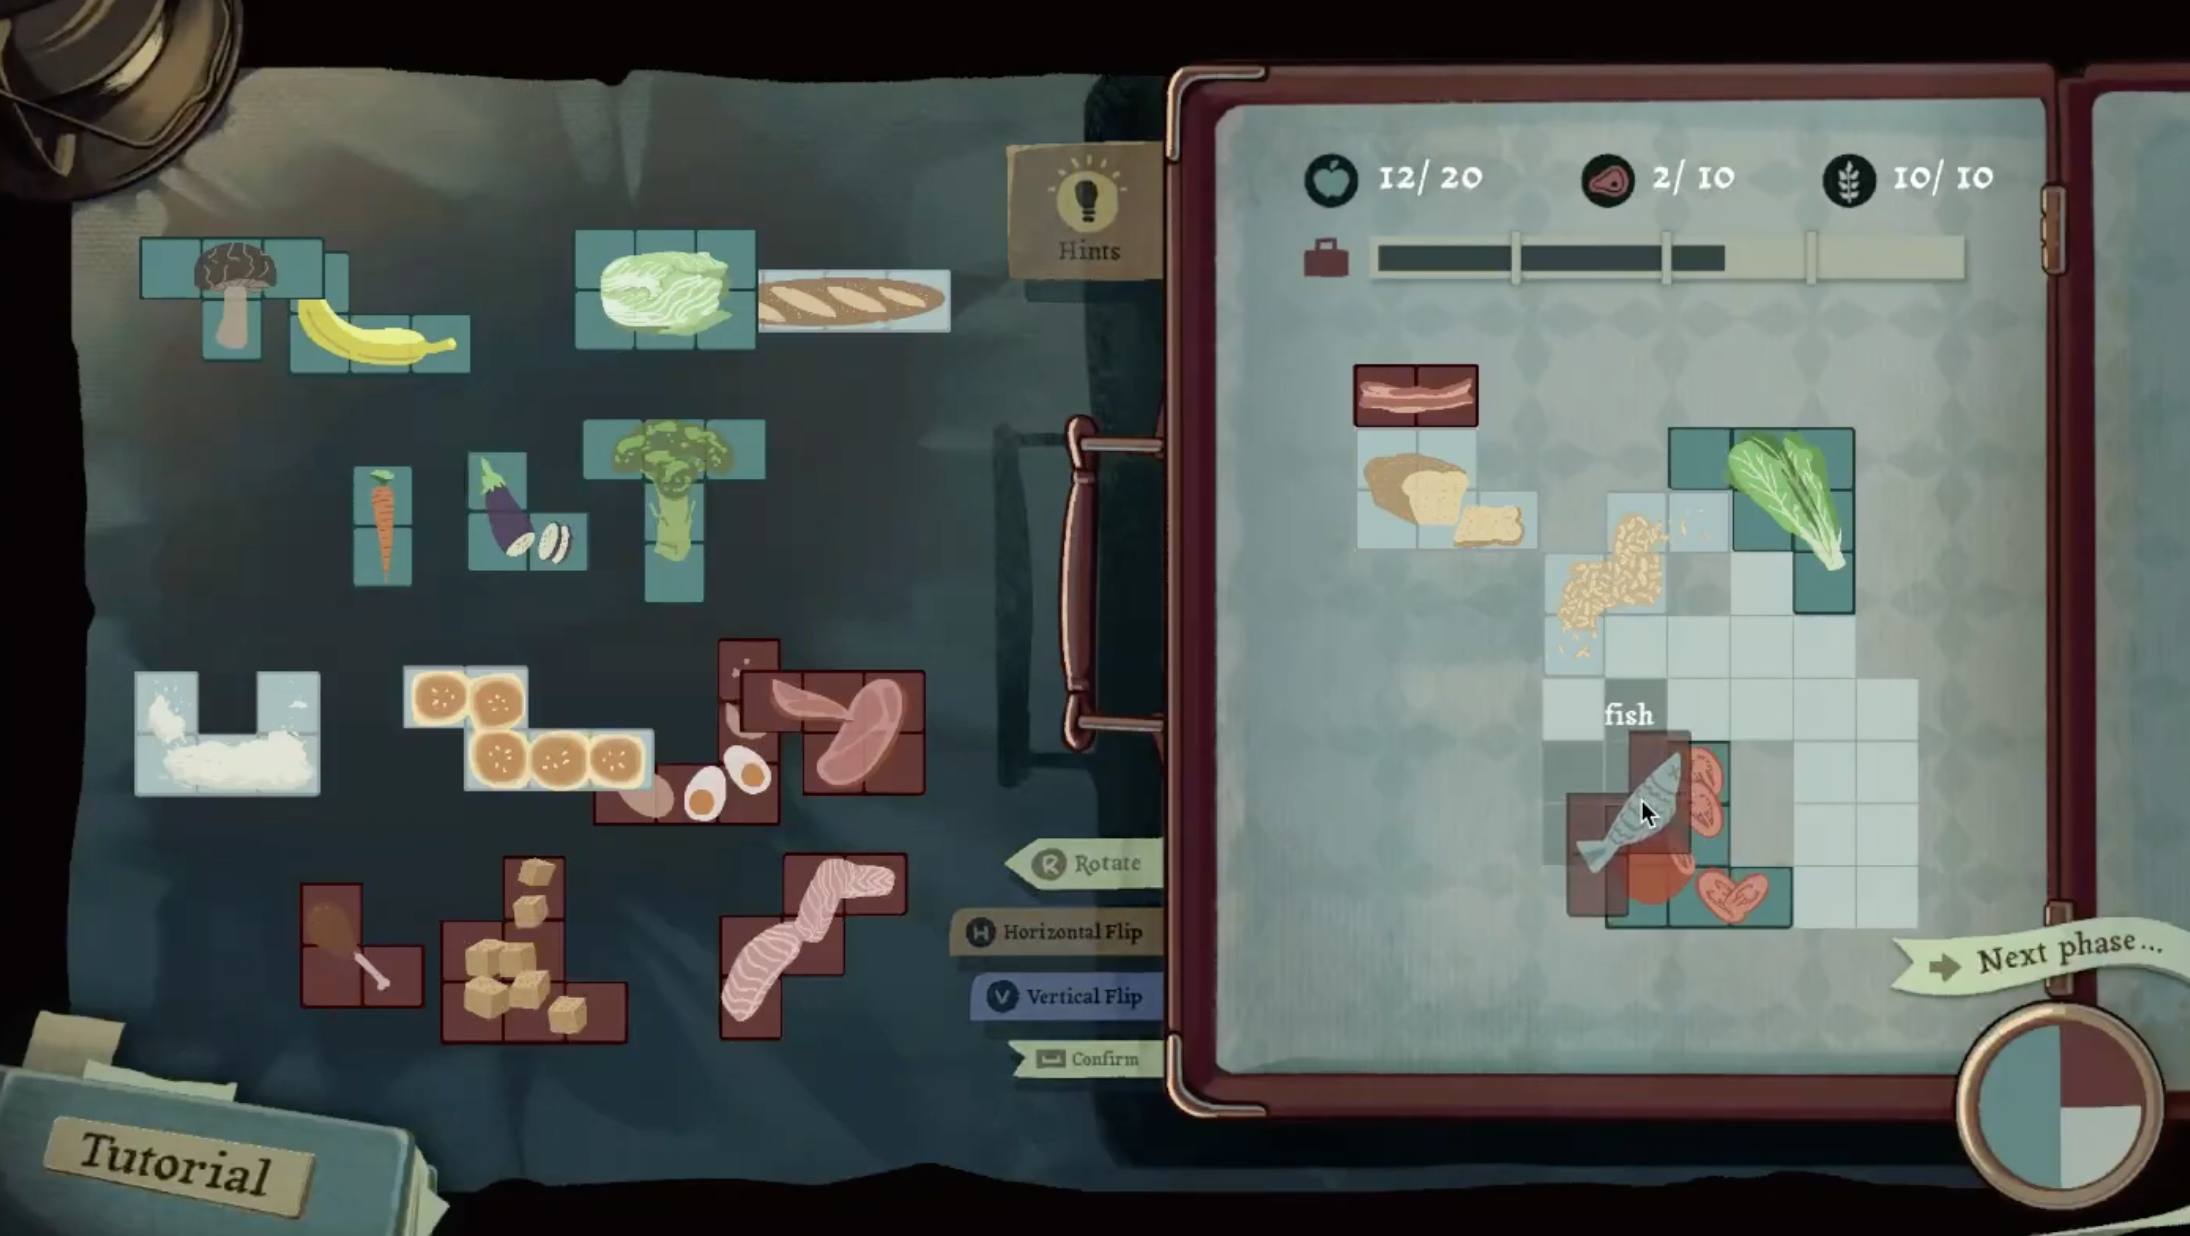 Hints
12/ 20
2/ 10
10/ 10
fish
R Rotate
H Horizontal Flip
V Vertical Flip
Confirm
Next phase...
Tutorial